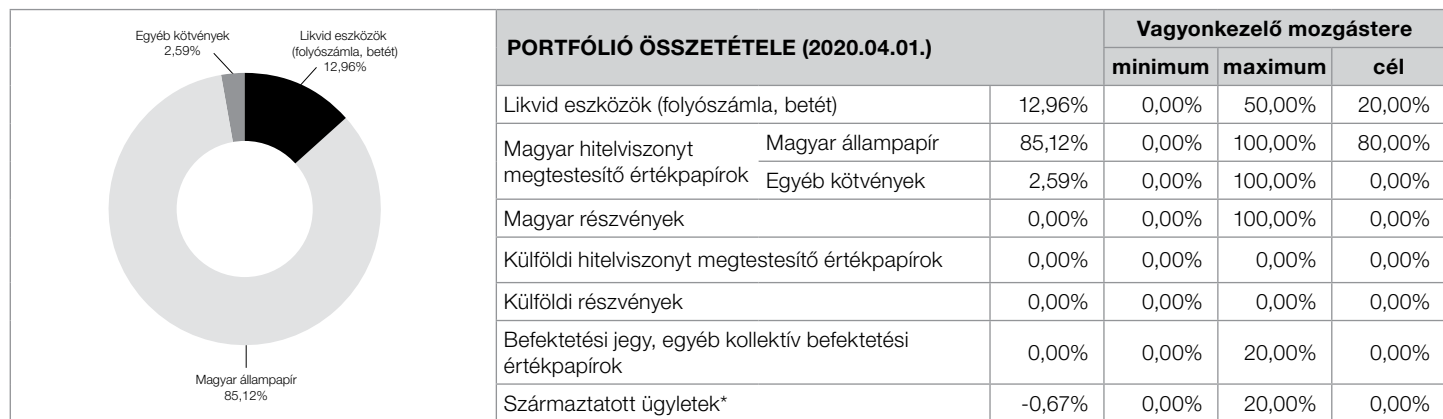 Egyéb kötvények
2,59%
Likvid eszközök
(folyószámla, betét)
12,96%
Magyar állampapír
85,12%
PORTFÓLIÓ ÖSSZETÉTELE (2020.04.01.)
Vagyonkezelő mozgástere
minimum maximum cél
Likvid eszközök (folyószámla, betét) 12,96% 0,00% 50,00% 20,00%
Magyar hitelviszonyt
megtestesítő értékpapírok
Magyar állampapír 85,12% 0,00% 100,00% 80,00%
Egyéb kötvények 2,59% 0,00% 100,00% 0,00%
Magyar részvények 0,00% 0,00% 100,00% 0,00%
Külföldi hitelviszonyt megtestesítő értékpapírok 0,00% 0,00% 0,00% 0,00%
Külföldi részvények 0,00% 0,00% 0,00% 0,00%
Befektetési jegy, egyéb kollektív befektetési
értékpapírok 0,00% 0,00% 20,00% 0,00%
Származtatott ügyletek* -0,67% 0,00% 20,00% 0,00%